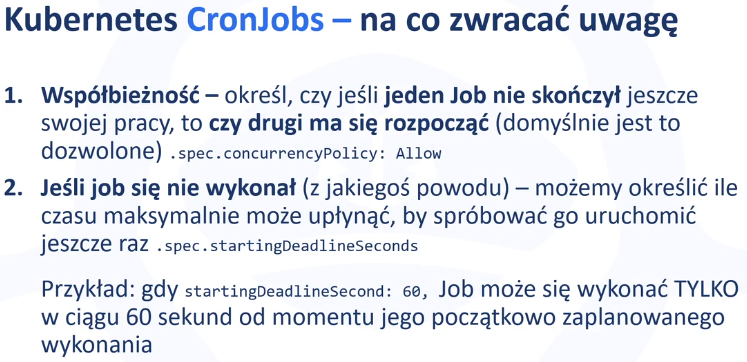 Kubernetes CronJobs – na co zwracać uwagę
1. Współbieżność – określ, czy jeśli jeden Job nie skończył jeszcze
swojej pracy, to czy drugi ma się rozpocząć (domyślnie jest to
dozwolone) .spec.concurrencyPolicy: Allow
2. Jeśli job się nie wykonał (z jakiegoś powodu) – możemy określić ile
czasu maksymalnie może upłynąć, by spróbować go uruchomić
jeszcze raz .spec.startingDeadlineSeconds
Przykład: gdy startingDeadlineSecond: 60, Job może się wykonać TYLKO
w ciągu 60 sekund od momentu jego początkowo zaplanowanego
wykonania